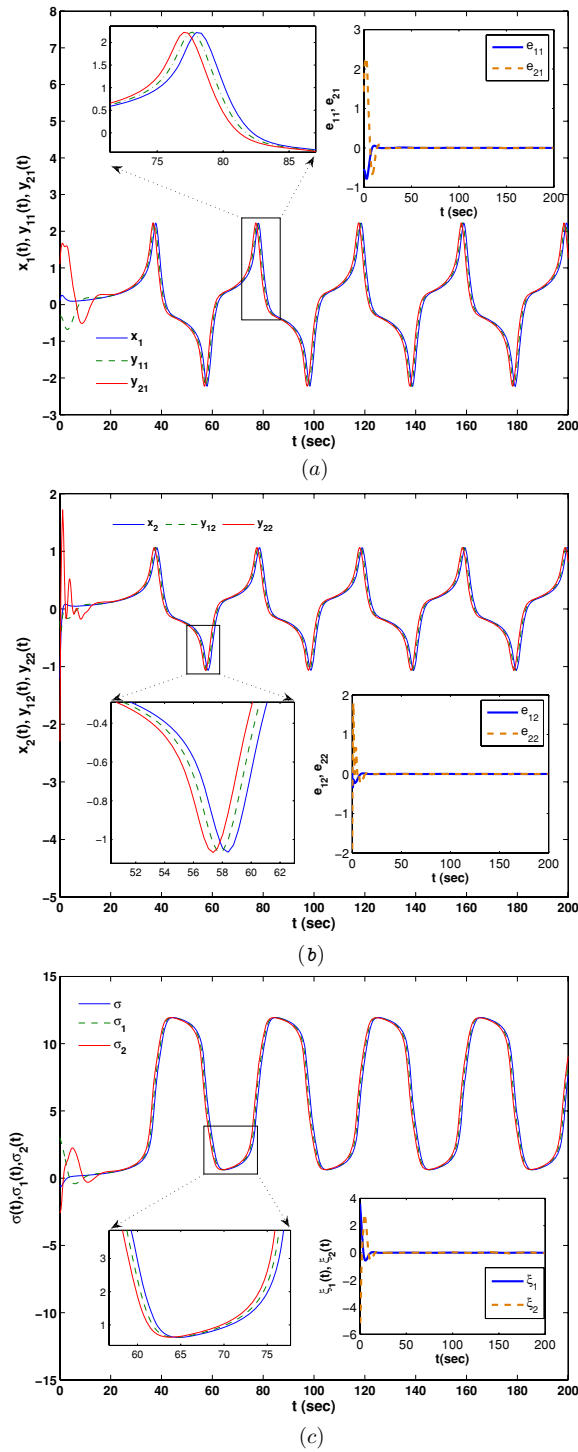 8
7
6
5
4
3
2
1
0
−1
−2
−3
x1(t), y11(t), y21(t)
2
1.5
1
0.5
0
75 80 85
e11
e21
3
2
1
0
−1
e11, e21
0 50 100 150 200
t (sec)
x1
y11
y21
0 20 40 60 80 100 120 140 160 180 200
t (sec)
(a)
2
1
0
−1
−2
−3
−4
−5
x2(t), y12(t), y22(t)
x2 y12 y22
−0.4
−0.6
−0.8
−1
52 54 56 58 60 62
e12
e22
2
1
0
−1
−2
e12, e22
0 50 100 150 200
t (sec)
0 20 40 60 80 100 120 140 160 180 200
t (sec)
(b)
15
10
5
0
−5
−10
−15
σ(t),σ1(t),σ2(t)
σ
σ1
σ2
3
2
1
60 65 70 75
4
2
0
−2
−4
−6
ξ1(t), ξ2(t)
ξ1
ξ2
0 50 100 150 200
t(sec)
0 20 40 60 80 100 120 140 160 180 200
t (sec)
(c)